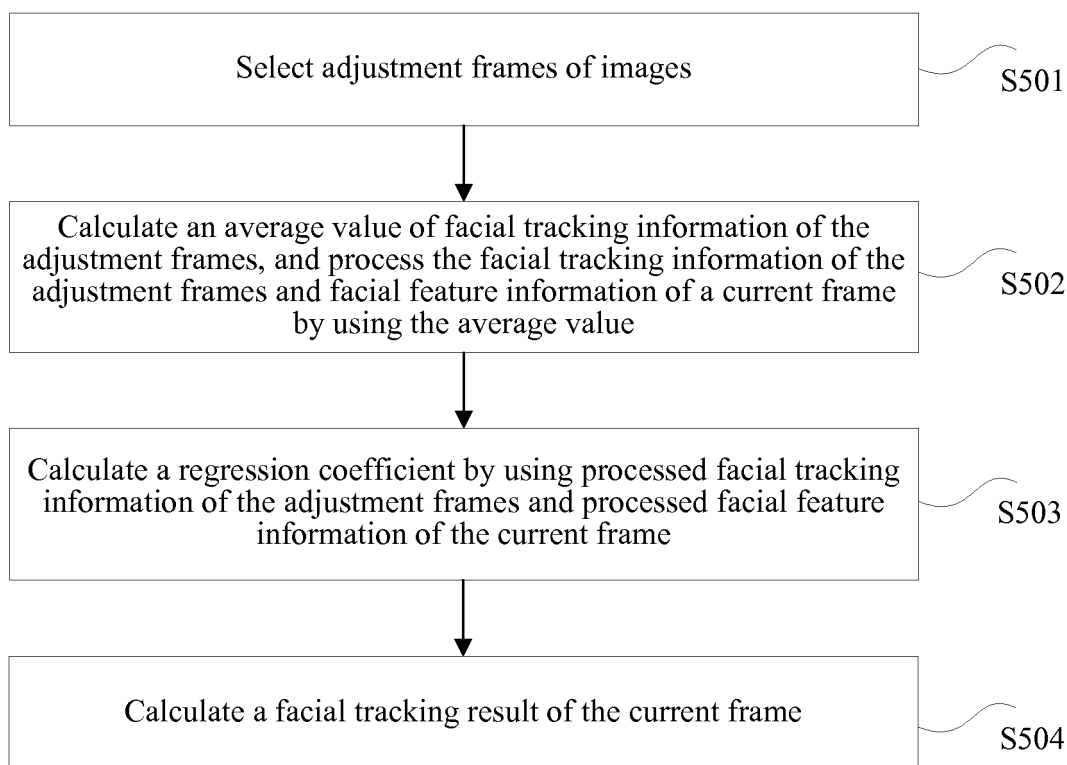 Select adjustment frames of images
S501
Calculate an average value of facial tracking information of the
adjustment frames, and process the facial tracking information of the
adjustment frames and facial feature information of a current frame
by using the average value
S502
Calculate a regression coefficient by using processed facial tracking
information of the adjustment frames and processed facial feature
information of the current frame
S503
Calculate a facial tracking result of the current frame
S504